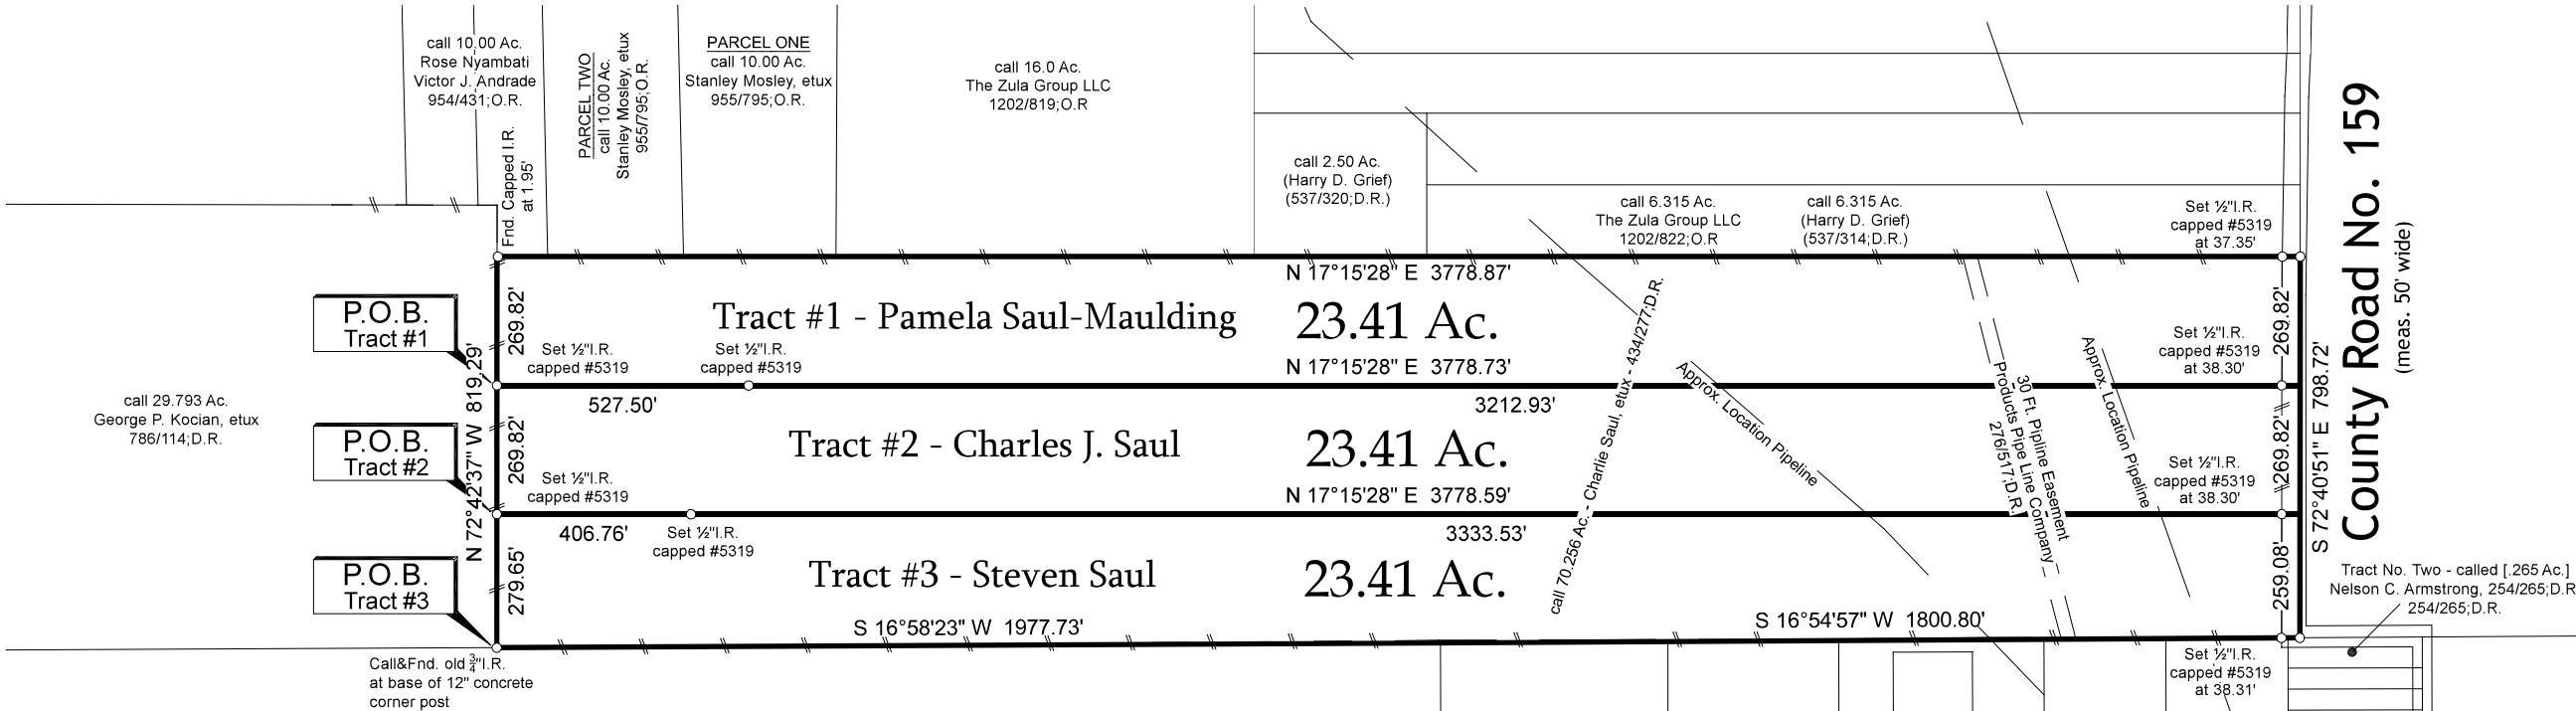 call 10.00 Ac.
Rose Nyambati
Victor J. Andrade
954/431;O.R.
PARCEL TWO
call 10.00 Ac.
Stanley Mosley, etux
955/795;O.R.
PARCEL ONE
call 10.00 Ac.
Stanley Mosley, etux
955/795;O.R.
call 16.0 Ac.
The Zula Group LLC
1202/819;O.R
Fnd. Capped I.R.
at 1.95'
call 2.50 Ac.
(Harry D. Grief)
(537/320;D.R.)
call 6.315 Ac.
The Zula Group LLC
1202/822;O.R
call 6.315 Ac.
(Harry D. Grief)
(537/314;D.R.)
Set ½"I.R.
capped #5319
at 37.35'
County Road No. 159
(meas. 50' wide)
N 17°15'28" E 3778.87'
P.O.B.
Tract #1
269.82'
Tract #1 - Pamela Saul-Maulding
23.41 Ac.
269.82'
Set ½"I.R.
capped #5319
Set ½"I.R.
capped #5319
N 17°15'28" E 3778.73'
Set ½"I.R.
capped #5319
at 38.30'
call 29.793 Ac.
George P. Kocian, etux
786/114;D.R.
N 72°42'37" W 819.29'
527.50'
3212.93'
P.O.B.
Tract #2
269.82'
Tract #2 - Charles J. Saul
23.41 Ac.
call 70.256 Ac. - Charlie Saul, etux - 434/277;D.R.
Approx. Location Pipeline
30 Ft. Pipline Easement
Products Pipe Line Company
276/517;D.R.
Approx. Location Pipeline
269.82'
S 72°40'51" E 798.72'
Set ½"I.R.
capped #5319
N 17°15'28" E 3778.59'
Set ½"I.R.
capped #5319
at 38.30'
406.76'
Set ½"I.R.
capped #5319
3333.53'
P.O.B.
Tract #3
279.65'
Tract #3 - Steven Saul
23.41 Ac.
259.08'
S 16°58'23" W 1977.73'
S 16°54'57" W 1800.80'
Tract No. Two - called [.265 Ac.]
Nelson C. Armstrong, 254/265;D.R
254/265;D.R.
Call&Fnd. old ¾"I.R.
at base of 12" concrete
corner post
Set ½"I.R.
capped #5319
at 38.31'